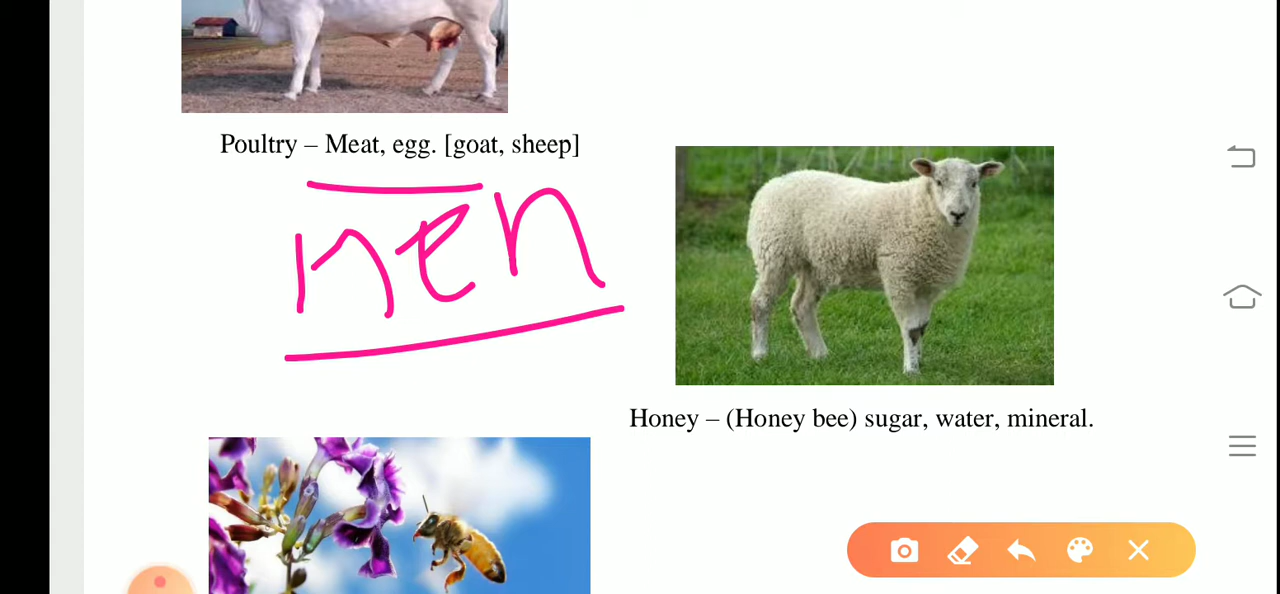 Poultry – Meat, egg. [goat, sheep]
hen
Honey – (Honey bee) sugar, water, mineral.